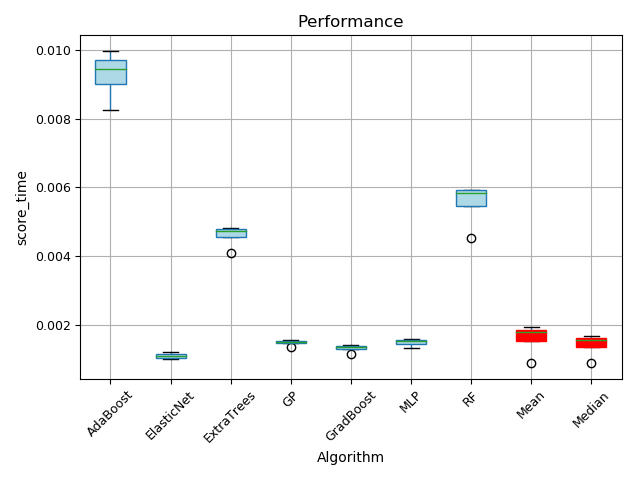 Performance
0.010
0.008
0.006
0.004
0.002
score_time
AdaBoost
ElasticNet
ExtraTrees
GP
GradBoost
MLP
RF
Mean
Median
Algorithm